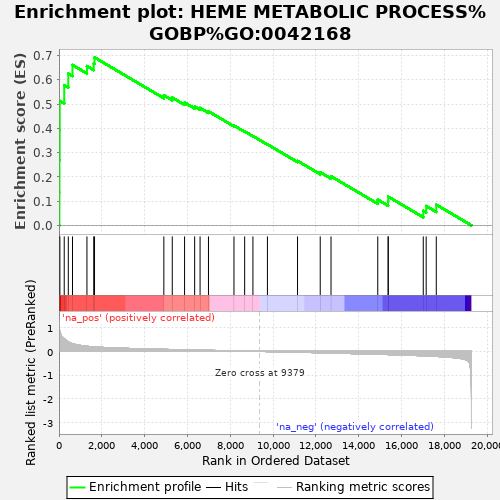 Enrichment plot: HEME METABOLIC PROCESS%
GOBP%GO:0042168
Enrichment score (ES)
0.7
0.6
0.5
0.4
0.3
0.2
0.1
0.0
Ranked list metric (PreRanked)
1
0
-1
-2
-3
'na_pos' (positively correlated)
Zero cross at 9379
'na_neg' (negatively correlated)
0 2,000 4,000 6,000 8,000 10,000 12,000 14,000 16,000 18,000 20,000
Rank in Ordered Dataset
Enrichment profile Hits Ranking metric scores